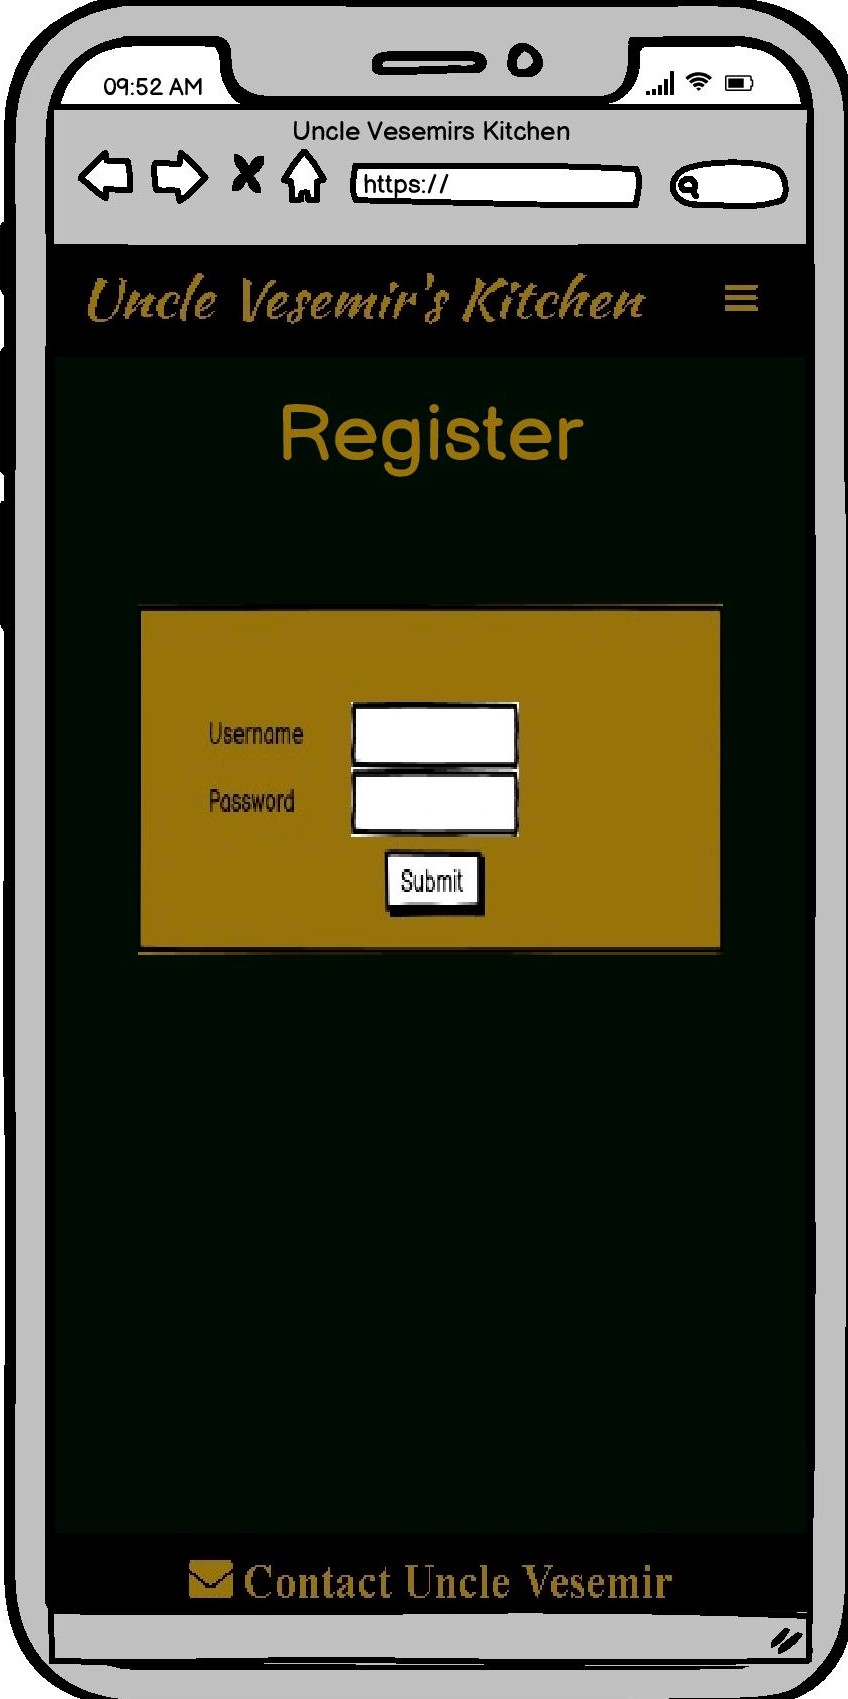 09:52 AM
Uncle Vesemirs Kitchen
https://
Uncle Vesemir's Kitchen
Register
Username
Password
Submit
Contact Uncle Vesemir